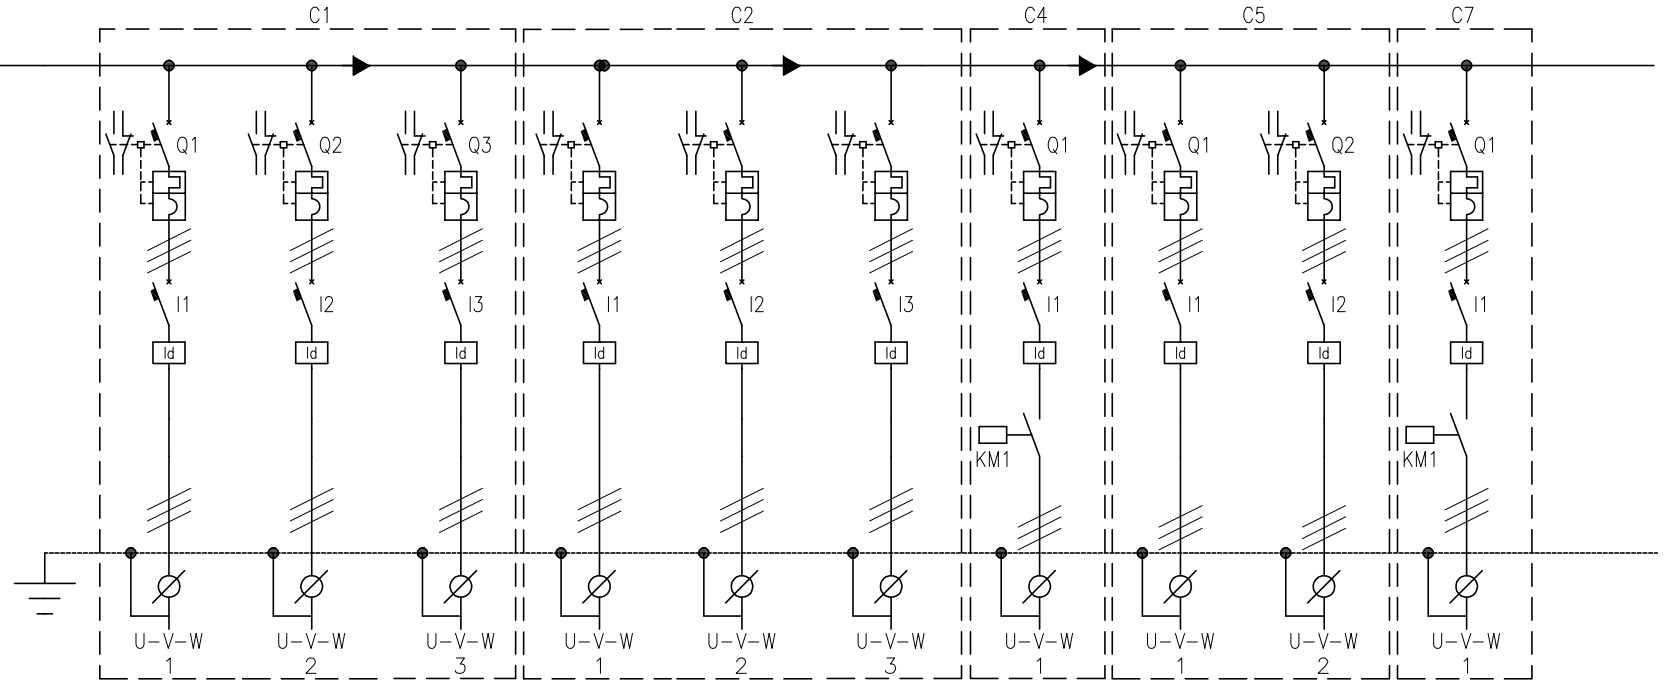 C1 C2 C4 C5 C7
Q1 Q2 Q3 Q1 Q1 Q2 Q1
I1 I2 I3 I1 I2 I3 I1 I1 I2 I1
Id Id Id Id Id Id Id Id Id Id
KM1 KM1
U-V-W U-V-W U-V-W U-V-W U-V-W U-V-W U-V-W U-V-W U-V-W U-V-W
1 2 3 1 2 3 1 1 2 1